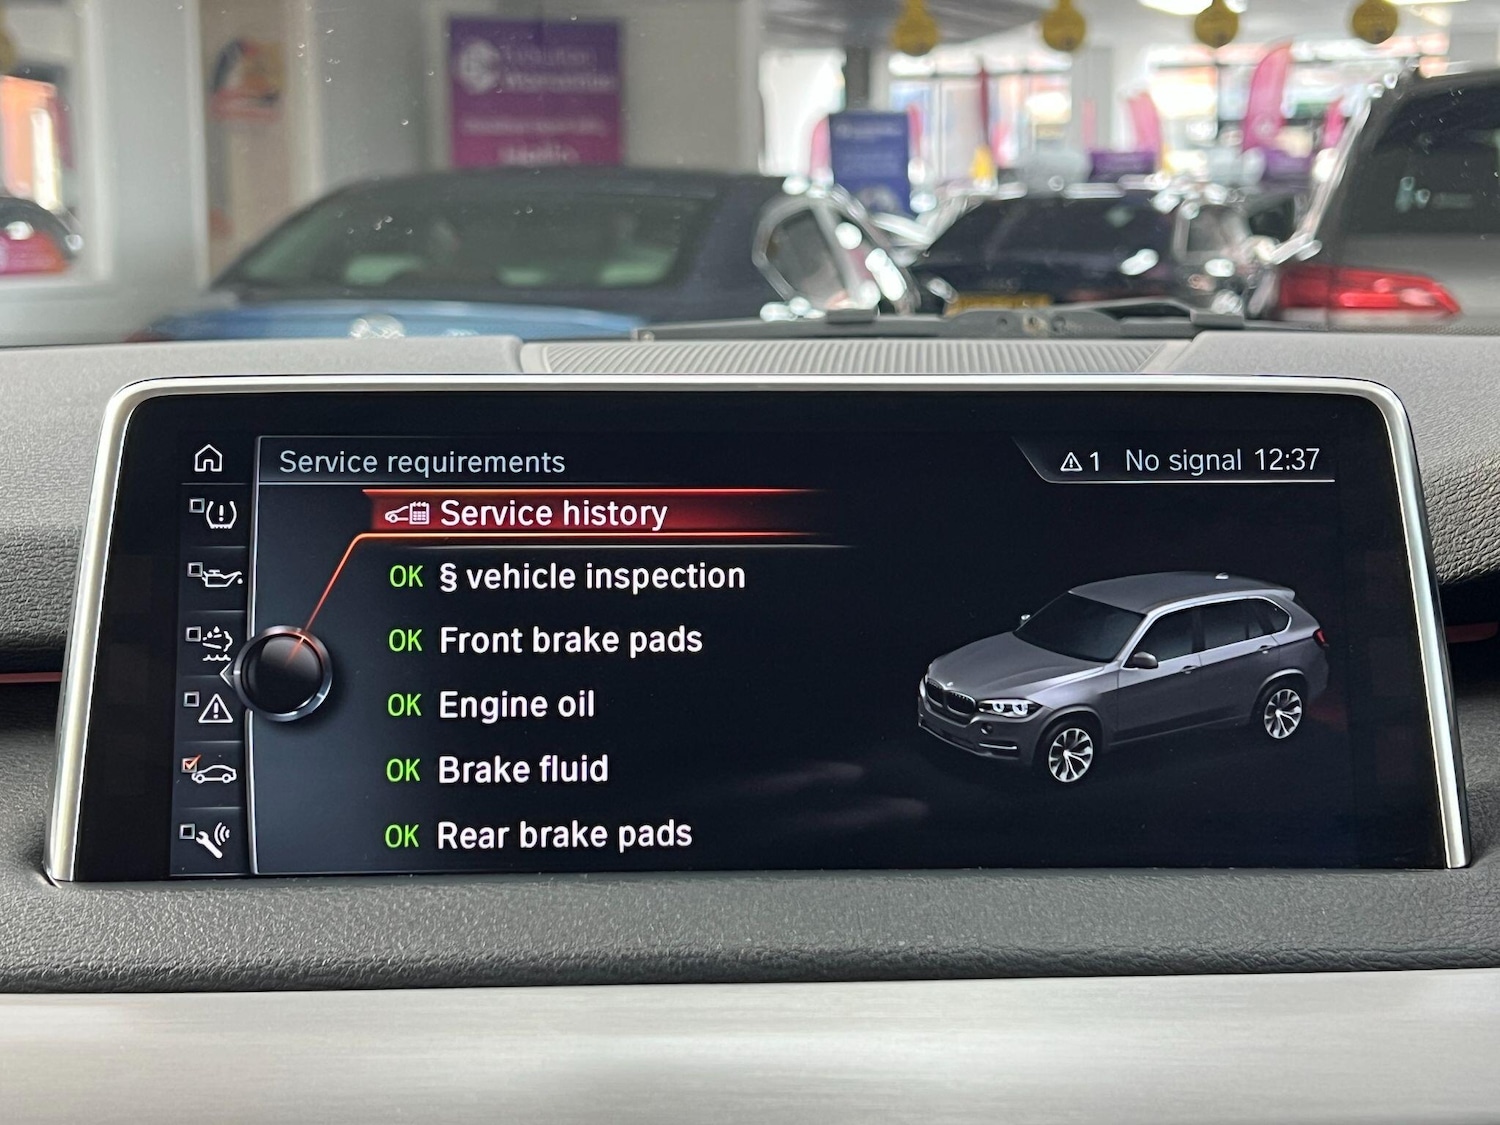 Service requirements
1 No signal 12:37
Service history
OK § vehicle inspection
OK Front brake pads
OK Engine oil
OK Brake fluid
OK Rear brake pads